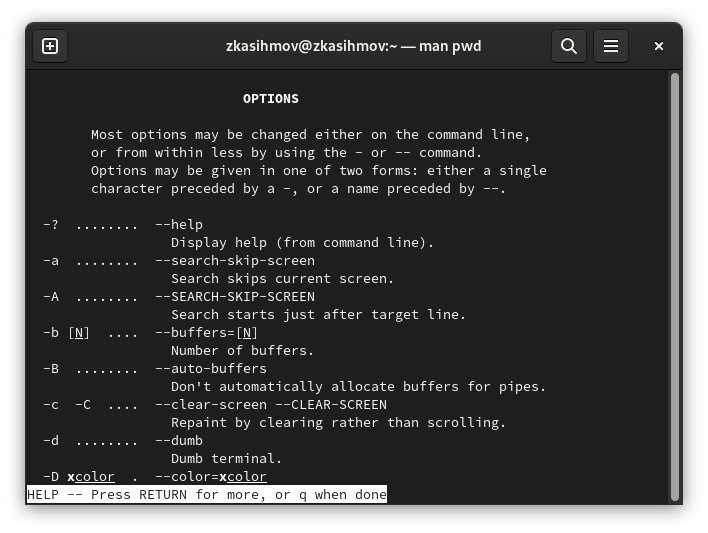 zkasihmov@zkasihmov:~ — man pwd
OPTIONS
Most options may be changed either on the command line,
or from within less by using the - or -- command.
Options may be given in one of two forms: either a single
character preceded by a -, or a name preceded by --.
-? ........ --help
Display help (from command line).
-a ........ --search-skip-screen
Search skips current screen.
-A ........ --SEARCH-SKIP-SCREEN
Search starts just after target line.
-b [N] .... --buffers=[N]
Number of buffers.
-B ........ --auto-buffers
Don't automatically allocate buffers for pipes.
-c -C .... --clear-screen --CLEAR-SCREEN
Repaint by clearing rather than scrolling.
-d ........ --dumb
Dumb terminal.
-D xcolor . --color=xcolor
HELP -- Press RETURN for more, or q when done